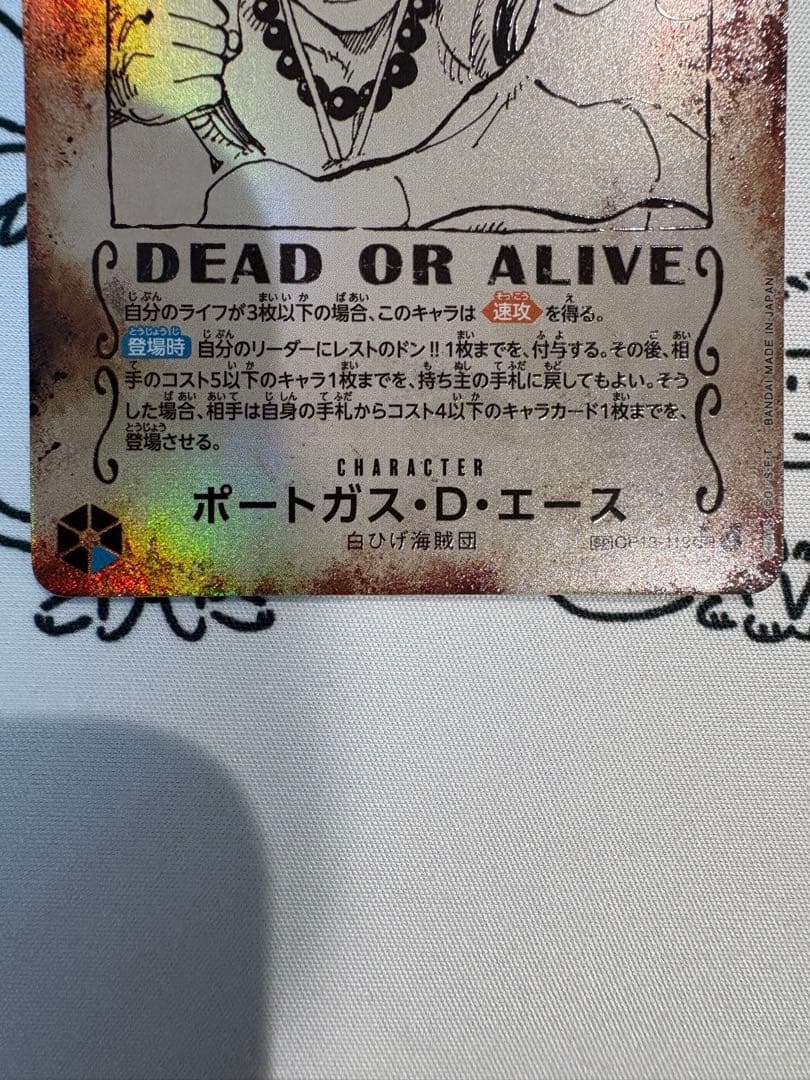 DEAD OR ALIVE
自分のライフが3枚以下の場合、このキャラは 速攻 を得る。
登場時 自分のリーダーにレストのドン!!1枚までを、付与する。その後、相
手のコスト5以下のキャラ1枚までを、持ち主の手札に戻してもよい。そう
した場合、相手は自身の手札からコスト4以下のキャラカード1枚までを、
登場させる。
CHARACTER
ポートガス・D・エース
白ひげ海賊団
BANDAI MADE IN JAPAN